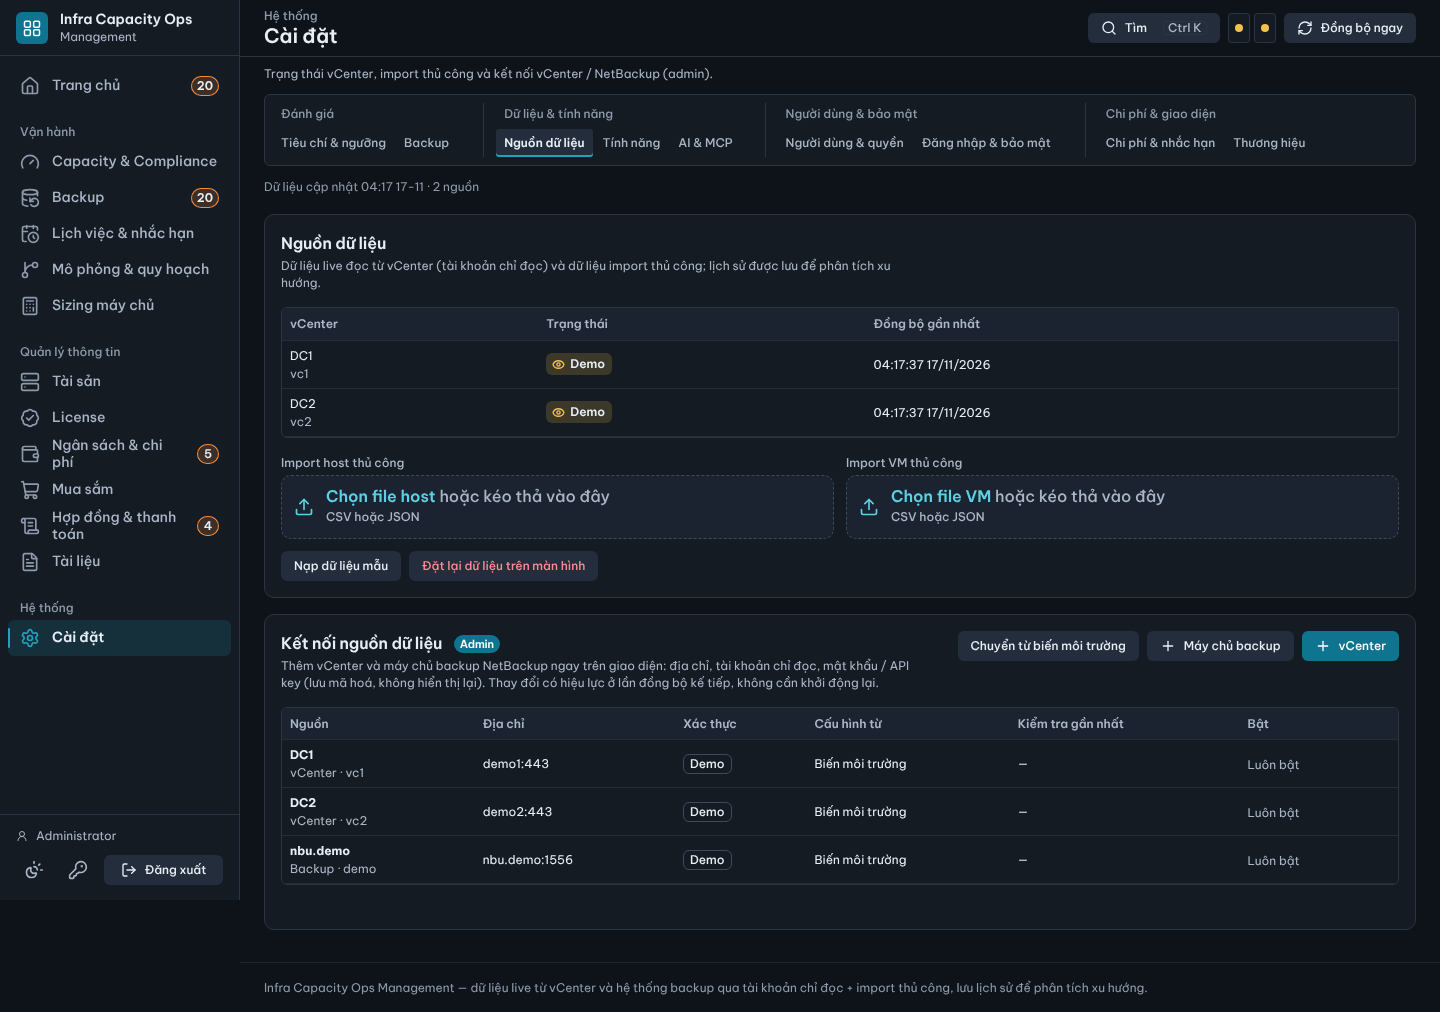 Infra Capacity Ops
Management
Trang chủ 20
Vận hành
Capacity & Compliance
Backup 20
Lịch việc & nhắc hạn
Mô phỏng & quy hoạch
Sizing máy chủ
Quản lý thông tin
Tài sản
License
Ngân sách & chi
phí 5
Mua sắm
Hợp đồng & thanh
toán 4
Tài liệu
Hệ thống
Cài đặt
Administrator
Đăng xuất
Hệ thống
Cài đặt
Tìm Ctrl K
Đồng bộ ngay
Trạng thái vCenter, import thủ công và kết nối vCenter / NetBackup (admin).
Đánh giá
Tiêu chí & ngưỡng Backup
Dữ liệu & tính năng
Nguồn dữ liệu Tính năng AI & MCP
Người dùng & bảo mật
Người dùng & quyền Đăng nhập & bảo mật
Chi phí & giao diện
Chi phí & nhắc hạn Thương hiệu
Dữ liệu cập nhật 04:17 17-11 · 2 nguồn
Nguồn dữ liệu
Dữ liệu live đọc từ vCenter (tài khoản chỉ đọc) và dữ liệu import thủ công; lịch sử được lưu để phân tích xu
hướng.
vCenter Trạng thái Đồng bộ gần nhất
DC1
vc1 Demo 04:17:37 17/11/2026
DC2
vc2 Demo 04:17:37 17/11/2026
Import host thủ công
Chọn file host hoặc kéo thả vào đây
CSV hoặc JSON
Import VM thủ công
Chọn file VM hoặc kéo thả vào đây
CSV hoặc JSON
Nạp dữ liệu mẫu Đặt lại dữ liệu trên màn hình
Kết nối nguồn dữ liệu Admin
Thêm vCenter và máy chủ backup NetBackup ngay trên giao diện: địa chỉ, tài khoản chỉ đọc, mật khẩu / API
key (lưu mã hoá, không hiển thị lại). Thay đổi có hiệu lực ở lần đồng bộ kế tiếp, không cần khởi động lại.
Chuyển từ biến môi trường + Máy chủ backup + vCenter
Nguồn Địa chỉ Xác thực Cấu hình từ Kiểm tra gần nhất Bật
DC1
vCenter · vc1 demo1:443 Demo Biến môi trường — Luôn bật
DC2
vCenter · vc2 demo2:443 Demo Biến môi trường — Luôn bật
nbu.demo
Backup · demo nbu.demo:1556 Demo Biến môi trường — Luôn bật
Infra Capacity Ops Management — dữ liệu live từ vCenter và hệ thống backup qua tài khoản chỉ đọc + import thủ công, lưu lịch sử để phân tích xu hướng.